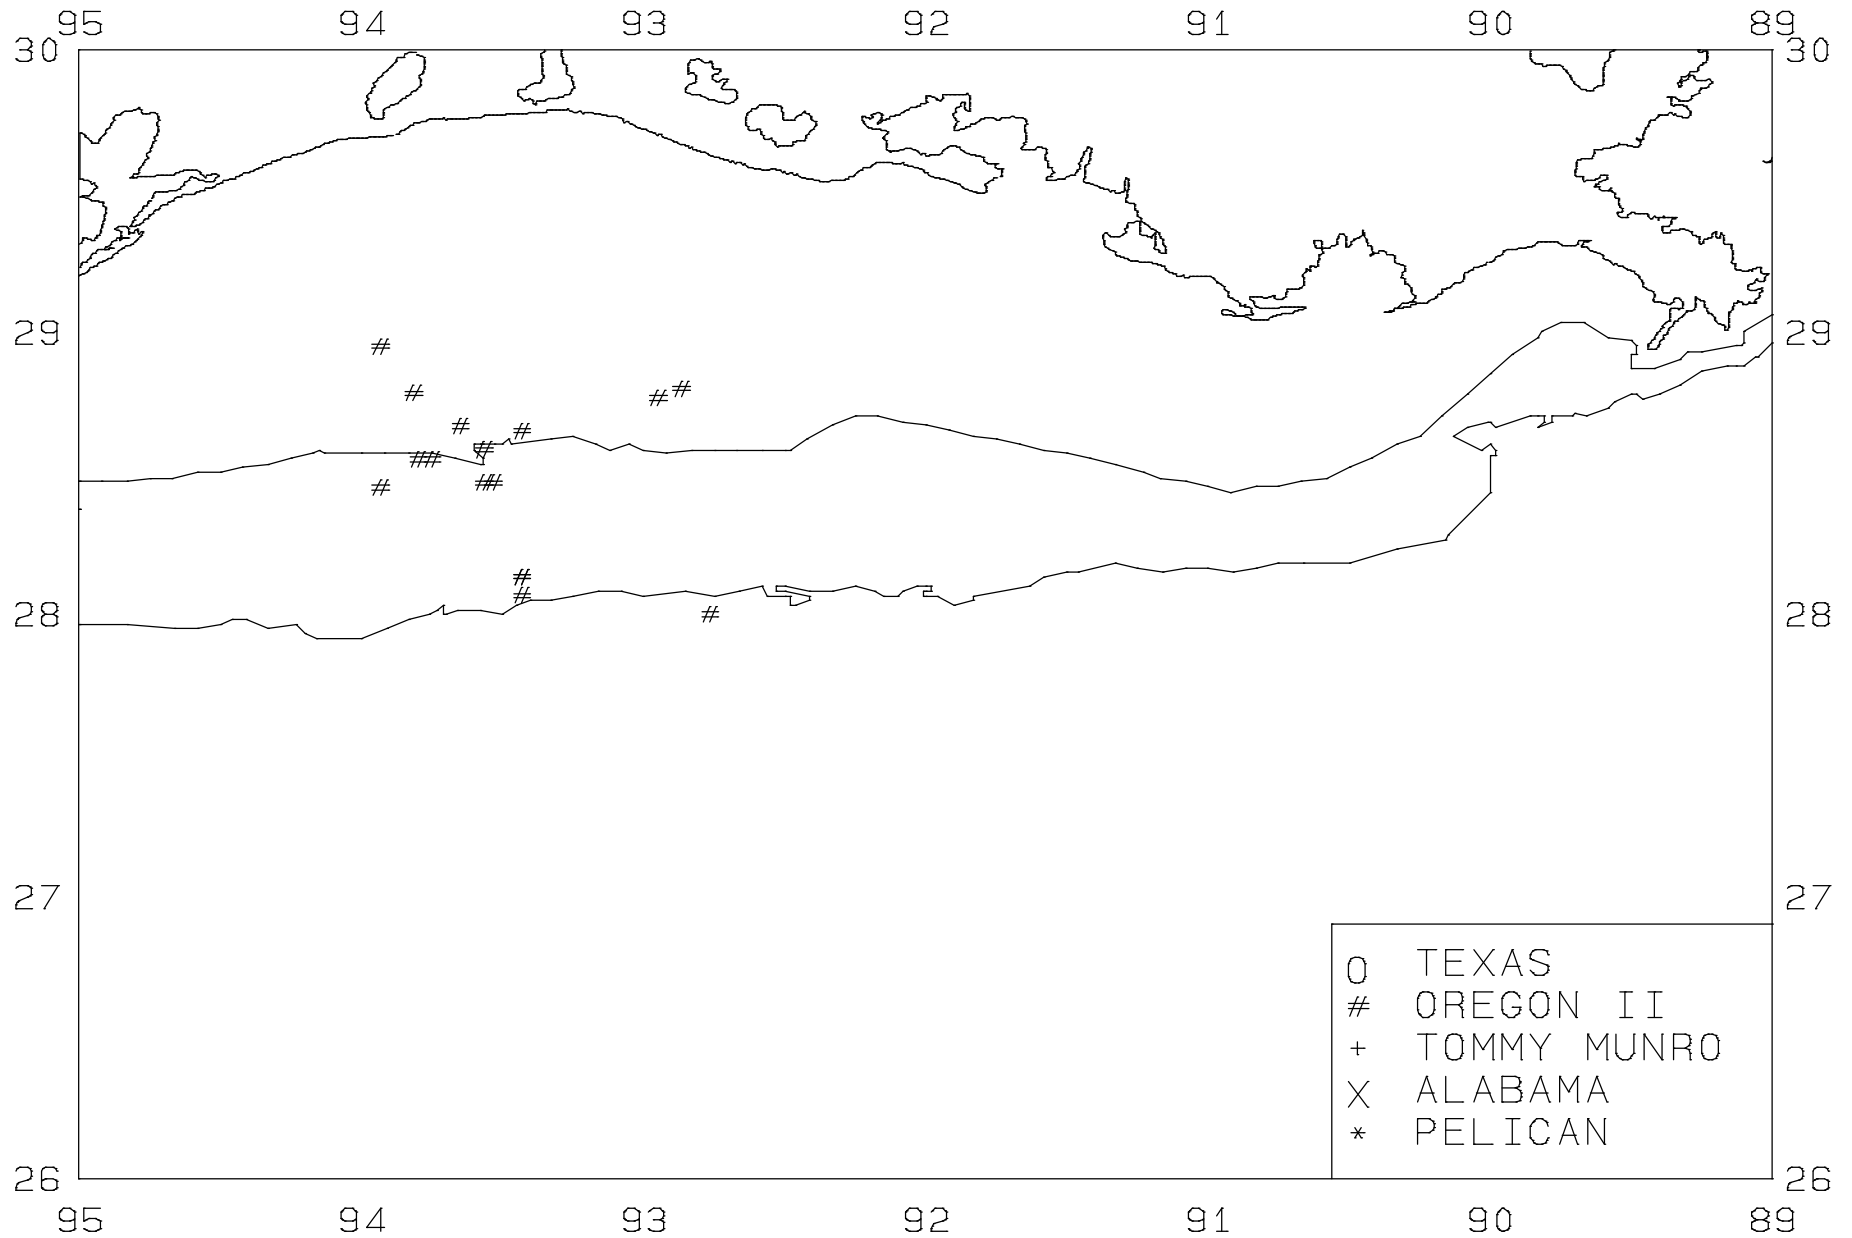 95 94 93 92 91 90 89
30 30
#
29 29
#
# #
# # #
# ##
# ##
#
#
28 # 28
27 27
O TEXAS
# OREGON II
+ TOMMY MUNRO
X ALABAMA
* PELICAN
26 26
95 94 93 92 91 90 89